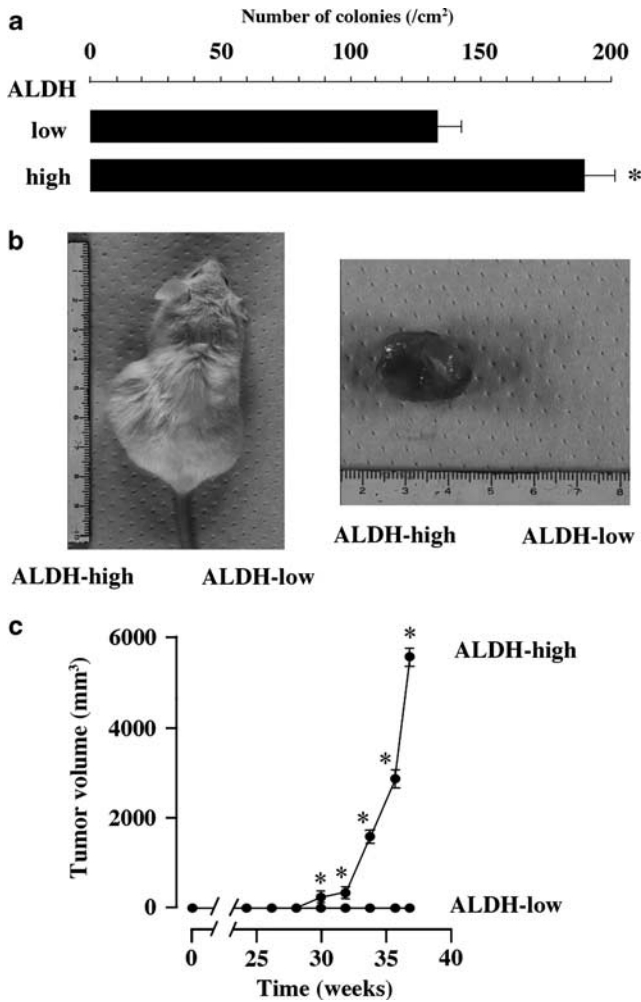 a
Number of colonies (/cm²)
0 50 100 150 200
ALDH
low
high *
b
2 3 4 5 6 7 8
ALDH-high ALDH-low
ALDH-high ALDH-low
c
Tumor volume (mm³)
6000
4000
2000
0
* * * * * *
ALDH-high
ALDH-low
0 25 30 35 40
Time (weeks)